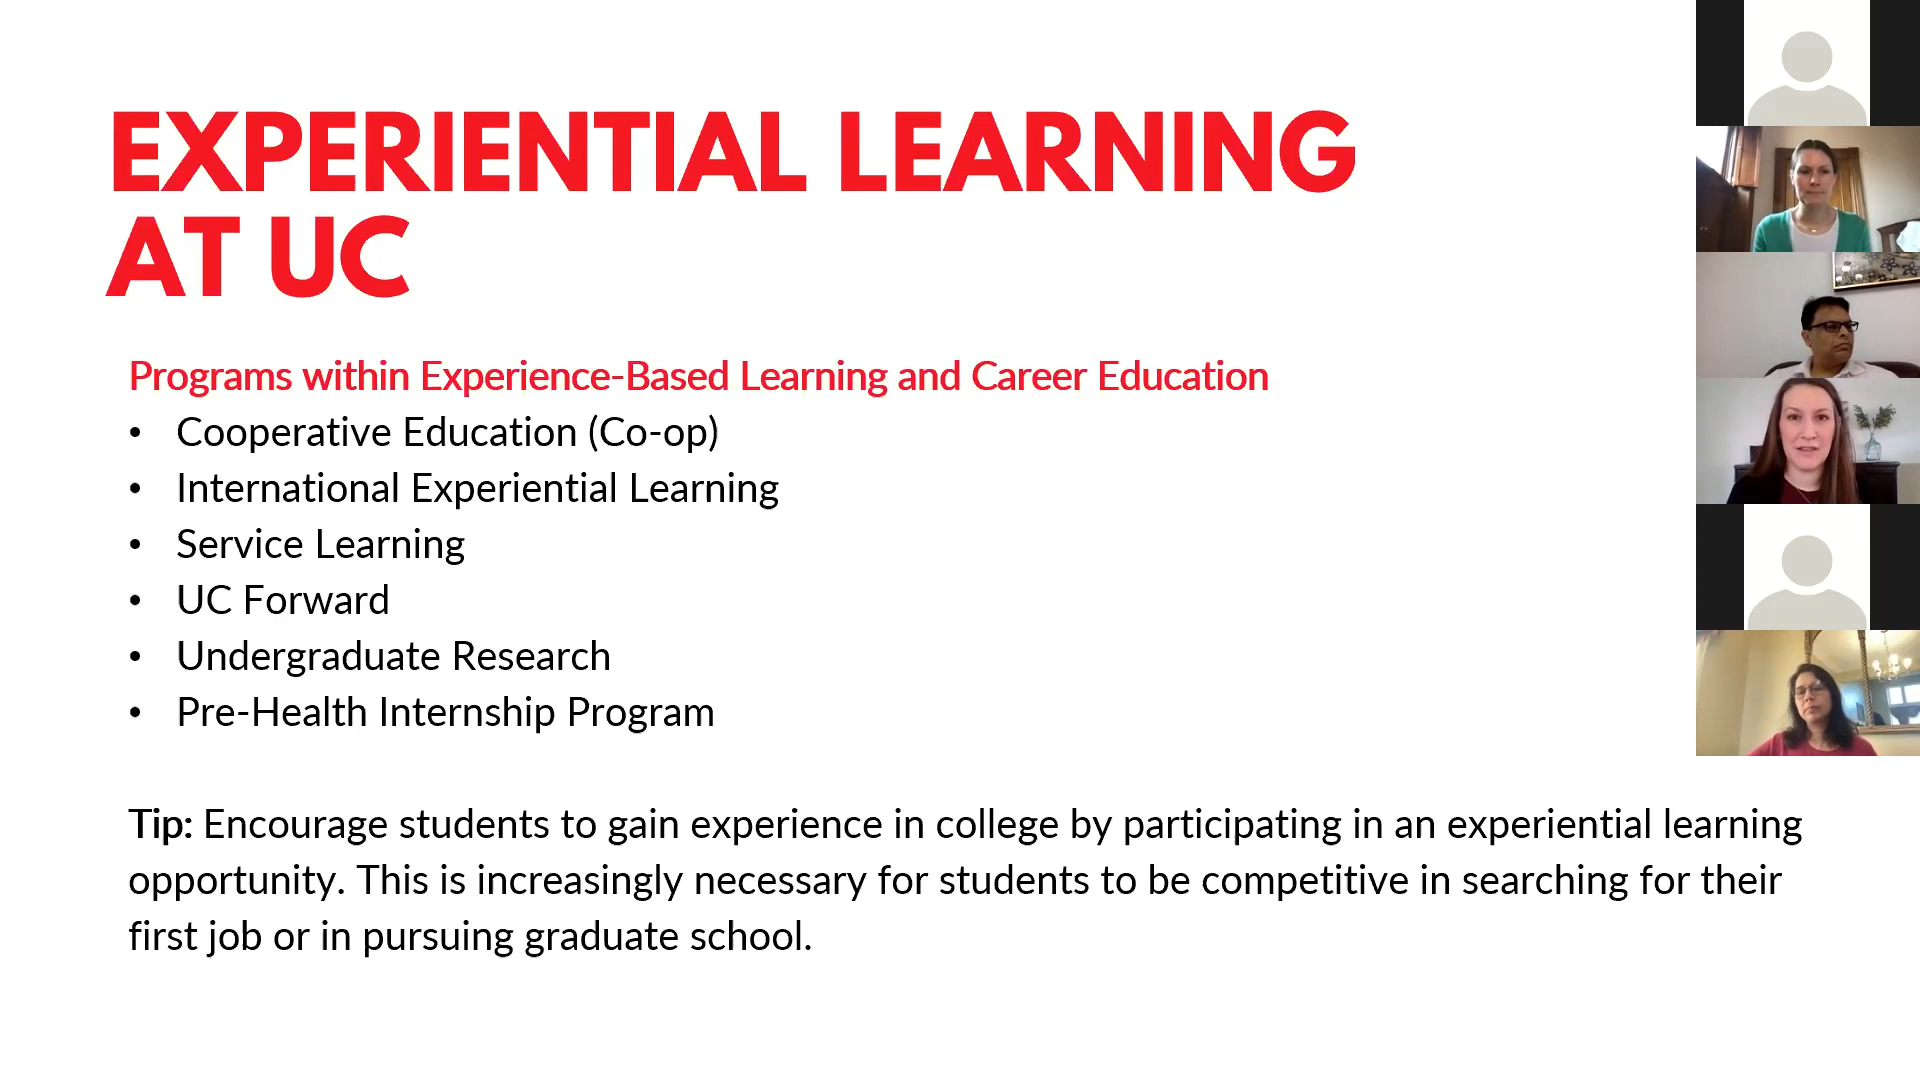 EXPERIENTIAL LEARNING
AT UC
Programs within Experience-Based Learning and Career Education
• Cooperative Education (Co-op)
• International Experiential Learning
• Service Learning
• UC Forward
• Undergraduate Research
• Pre-Health Internship Program
Tip: Encourage students to gain experience in college by participating in an experiential learning
opportunity. This is increasingly necessary for students to be competitive in searching for their
first job or in pursuing graduate school.